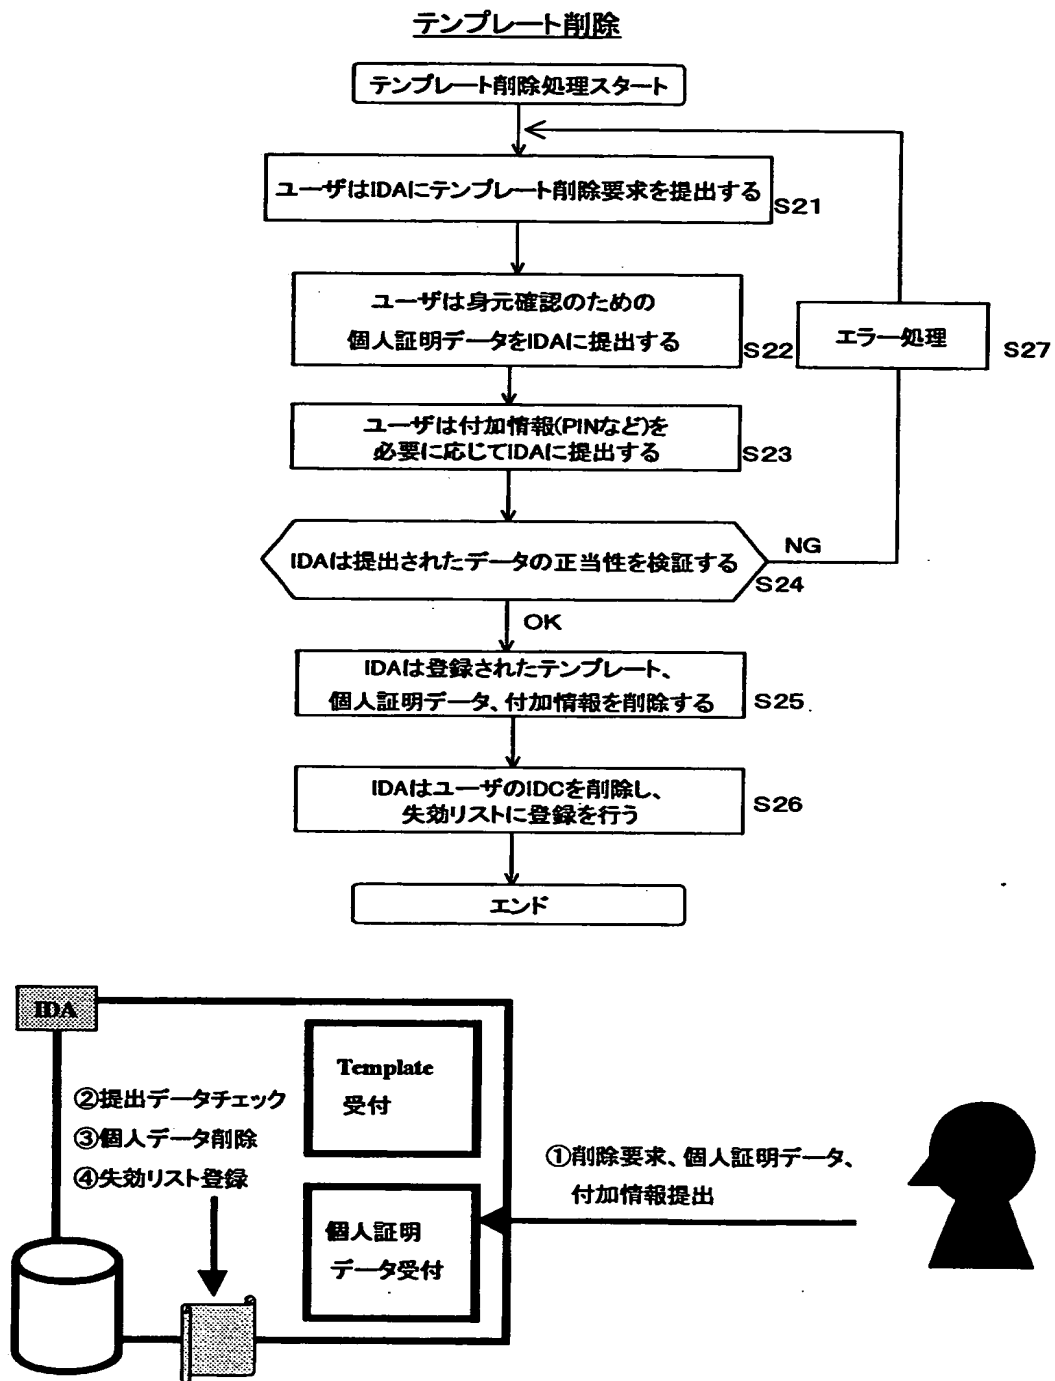 テンプレート削除
テンプレート削除処理スタート
ユーザはIDAにテンプレート削除要求を提出する
S21
ユーザは身元確認のための
個人証明データをIDAに提出する
S22
エラー処理
S27
ユーザは付加情報(PINなど)を
必要に応じてIDAに提出する
S23
IDAは提出されたデータの正当性を検証する
NG
S24
OK
IDAは登録されたテンプレート、
個人証明データ、付加情報を削除する
S25
IDAはユーザのIDCを削除し、
失効リストに登録を行う
S26
エンド
IDA
Template
受付
②提出データチェック
③個人データ削除
④失効リスト登録
①削除要求、個人証明データ、
付加情報提出
個人証明
データ受付